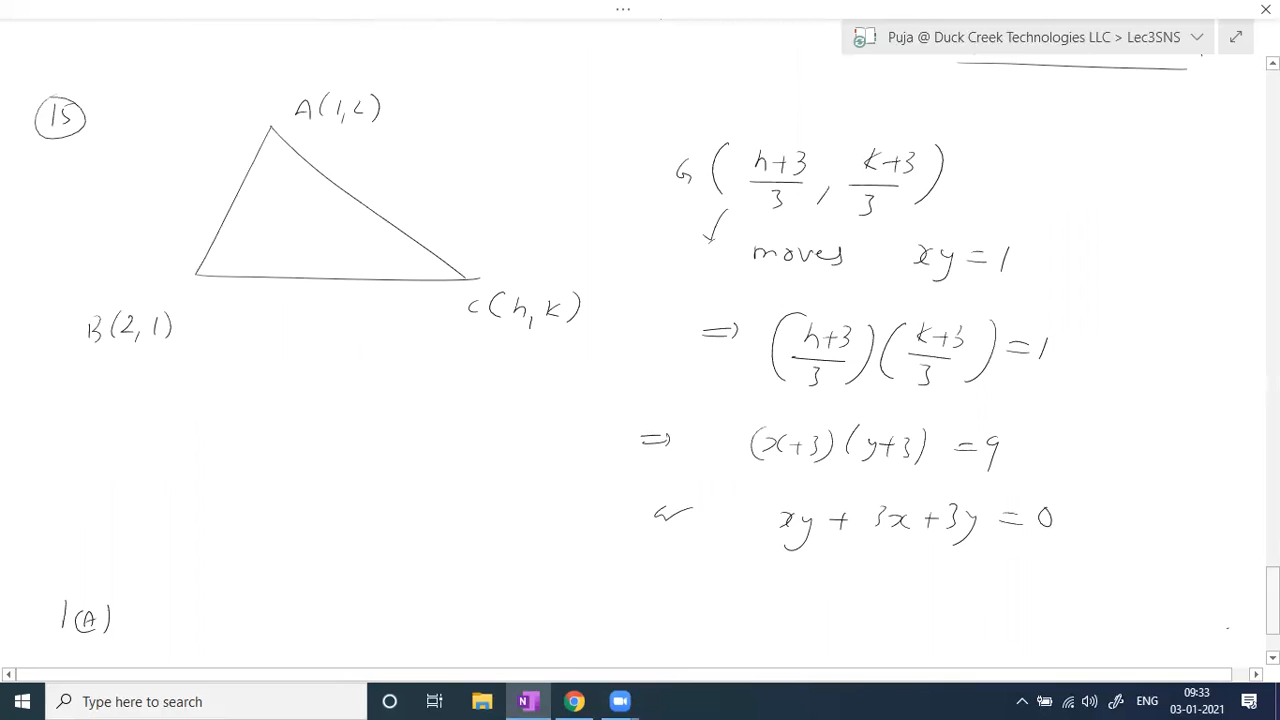 ...
Puja @ Duck Creek Technologies LLC > Lec3SNS
15
A(1,2)
B(2,1)
C(h, k)
G ( h+3/3 , k+3/3 )
moves xy = 1
⇒ (h+3/3)(k+3/3) = 1
⇒ (x+3)(y+3) = 9
or xy + 3x + 3y = 0
1(A)
Type here to search
ENG
09:33
03-01-2021